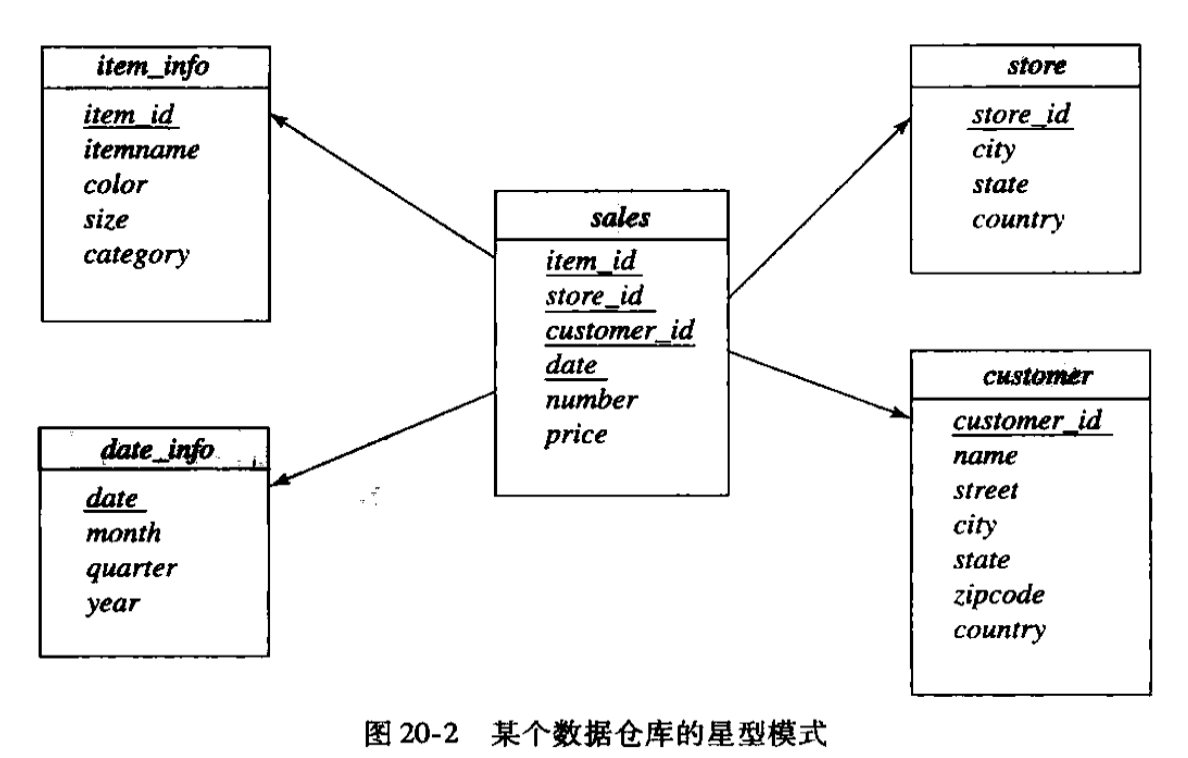 item_info
item_id
itemname
color
size
category
date_info
date
month
quarter
year
sales
item_id
store_id
customer_id
date
number
price
store
store_id
city
state
country
customer
customer_id
name
street
city
state
zipcode
country
图 20-2 某个数据仓库的星型模式